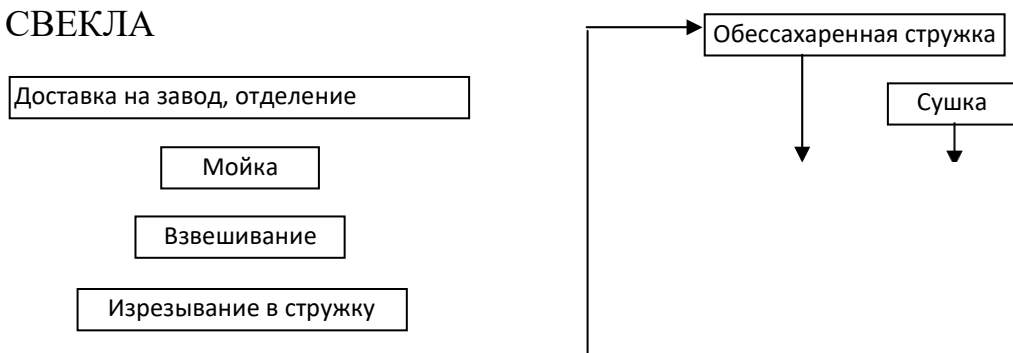 СВЕКЛА
Доставка на завод, отделение
Мойка
Взвешивание
Изрезывание в стружку
Обессахаренная стружка
Сушка